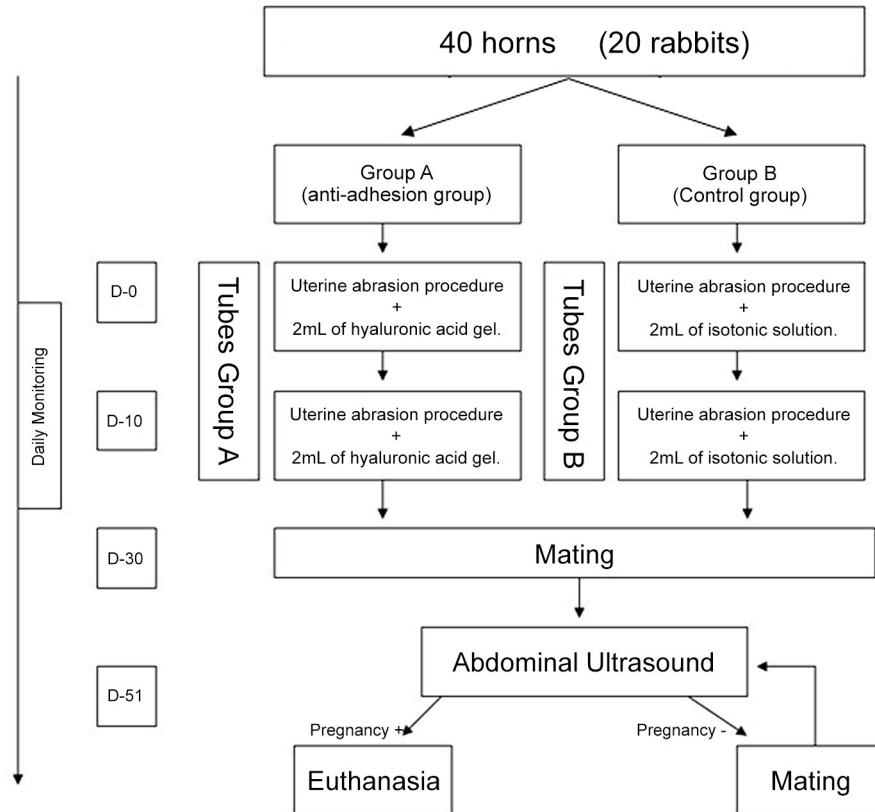 40 horns (20 rabbits)
Group A
(anti-adhesion group)
Group B
(Control group)
D-0
Tubes Group A
Uterine abrasion procedure
+
2mL of hyaluronic acid gel.
Tubes Group B
Uterine abrasion procedure
+
2mL of isotonic solution.
Daily Monitoring
D-10
Uterine abrasion procedure
+
2mL of hyaluronic acid gel.
Uterine abrasion procedure
+
2mL of isotonic solution.
D-30
Mating
Abdominal Ultrasound
D-51
Pregnancy +
Pregnancy -
Euthanasia
Mating